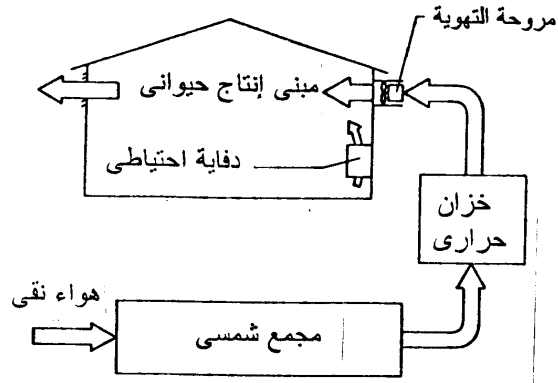 مروحة التهوية
مبنى إنتاج حيوانى
دفاية احتياطى
خزان
حرارى
هواء نقى
مجمع شمسى